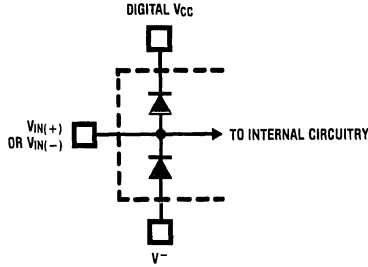 DIGITAL VCC
VIN(+)
OR VIN(−)
TO INTERNAL CIRCUITRY
V−